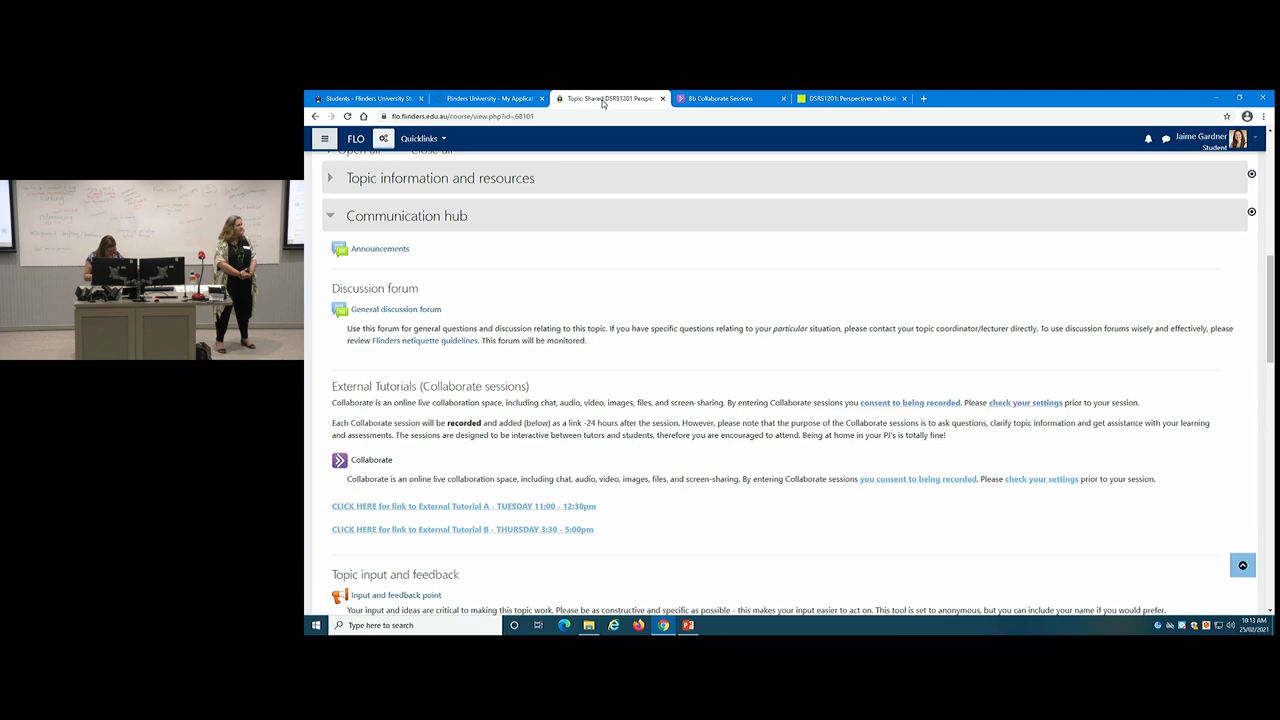 Students - Flinders University St
Flinders University - My Applica
Topic: Shared DSRS1201 Perspec
Bb Collaborate Sessions
DSRS1201: Perspectives on Disab
flo.flinders.edu.au/course/view.php?id=68101
FLO
Quicklinks
Jaime Gardner
Student
Open all
Close all
Topic information and resources
Communication hub
Announcements
Discussion forum
General discussion forum
Use this forum for general questions and discussion relating to this topic. If you have specific questions relating to your particular situation, please contact your topic coordinator/lecturer directly. To use discussion forums wisely and effectively, please
review Flinders netiquette guidelines. This forum will be monitored.
External Tutorials (Collaborate sessions)
Collaborate is an online live collaboration space, including chat, audio, video, images, files, and screen-sharing. By entering Collaborate sessions you consent to being recorded. Please check your settings prior to your session.
Each Collaborate session will be recorded and added (below) as a link -24 hours after the session. However, please note that the purpose of the Collaborate sessions is to ask questions, clarify topic information and get assistance with your learning
and assessments. The sessions are designed to be interactive between tutors and students, therefore you are encouraged to attend. Being at home in your PJ's is totally fine!
Collaborate
Collaborate is an online live collaboration space, including chat, audio, video, images, files, and screen-sharing. By entering Collaborate sessions you consent to being recorded. Please check your settings prior to your session.
CLICK HERE for link to External Tutorial A - TUESDAY 11:00 - 12:30pm
CLICK HERE for link to External Tutorial B - THURSDAY 3:30 - 5:00pm
Topic input and feedback
Input and feedback point
Your input and ideas are critical to making this topic work. Please be as constructive and specific as possible - this makes your input easier to act on. This tool is set to anonymous, but you can include your name if you would prefer.
Type here to search
10:13 AM
25/02/2021